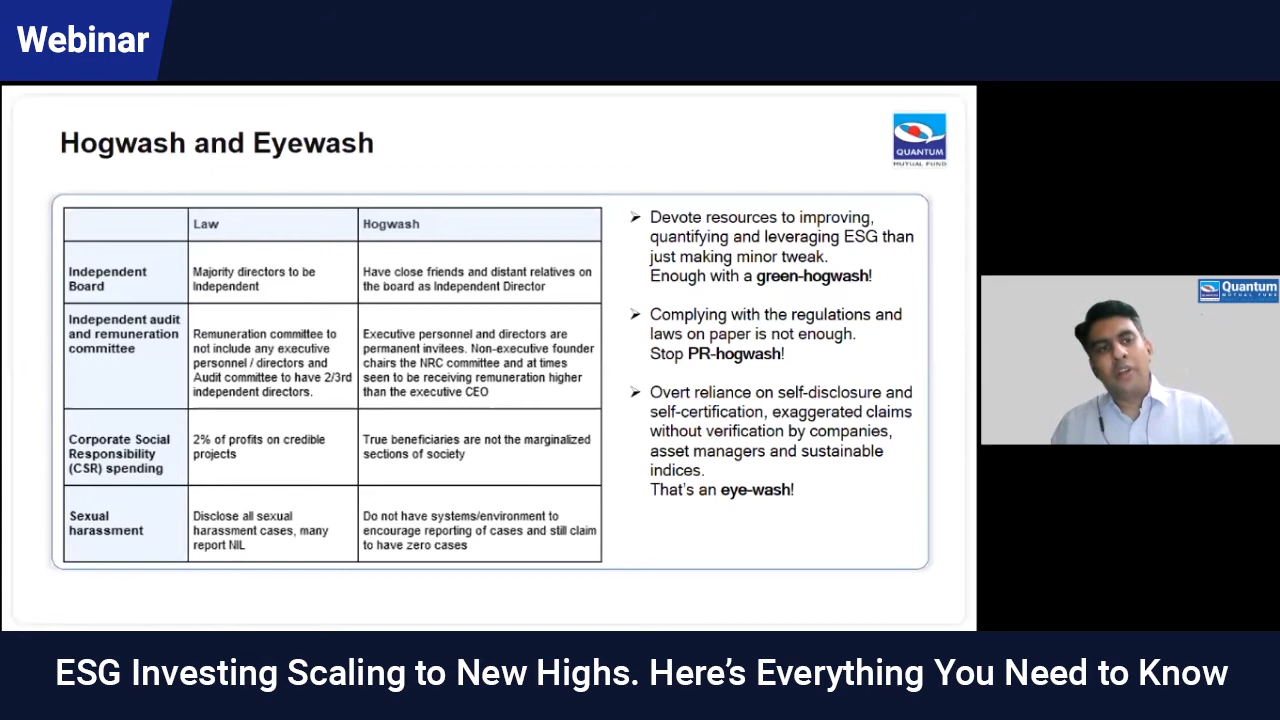 Webinar
Hogwash and Eyewash
QUANTUM
MUTUAL FUND
Law
Hogwash
Independent
Board
Majority directors to be
Independent
Have close friends and distant relatives on
the board as Independent Director
Independent audit
and remuneration
committee
Remuneration committee to
not include any executive
personnel / directors and
Audit committee to have 2/3rd
independent directors.
Executive personnel and directors are
permanent invitees. Non-executive founder
chairs the NRC committee and at times
seen to be receiving remuneration higher
than the executive CEO
Corporate Social
Responsibility
(CSR) spending
2% of profits on credible
projects
True beneficiaries are not the marginalized
sections of society
Sexual
harassment
Disclose all sexual
harassment cases, many
report NIL
Do not have systems/environment to
encourage reporting of cases and still claim
to have zero cases
➢ Devote resources to improving,
quantifying and leveraging ESG than
just making minor tweak.
Enough with a green-hogwash!
➢ Complying with the regulations and
laws on paper is not enough.
Stop PR-hogwash!
➢ Overt reliance on self-disclosure and
self-certification, exaggerated claims
without verification by companies,
asset managers and sustainable
indices.
That's an eye-wash!
Quantum
MUTUAL FUND
ESG Investing Scaling to New Highs. Here's Everything You Need to Know